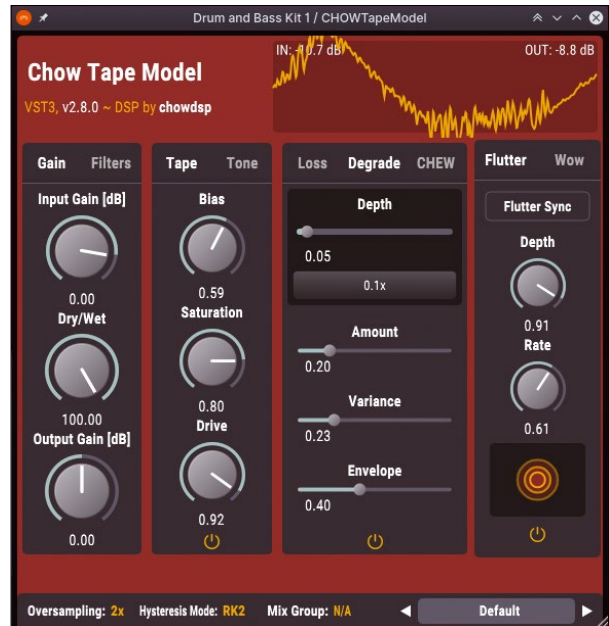 Drum and Bass Kit 1 / CHOWTapeModel
Chow Tape Model
VST3, v2.8.0 ~ DSP by chowdsp
IN: -10.7 dB
OUT: -8.8 dB
Gain Filters
Input Gain [dB]
0.00
Dry/Wet
100.00
Output Gain [dB]
0.00
Tape Tone
Bias
0.59
Saturation
0.80
Drive
0.92
Loss Degrade CHEW
Depth
0.05
0.1x
Amount
0.20
Variance
0.23
Envelope
0.40
Flutter Wow
Flutter Sync
Depth
0.91
Rate
0.61
Oversampling: 2x Hysteresis Mode: RK2 Mix Group: N/A Default